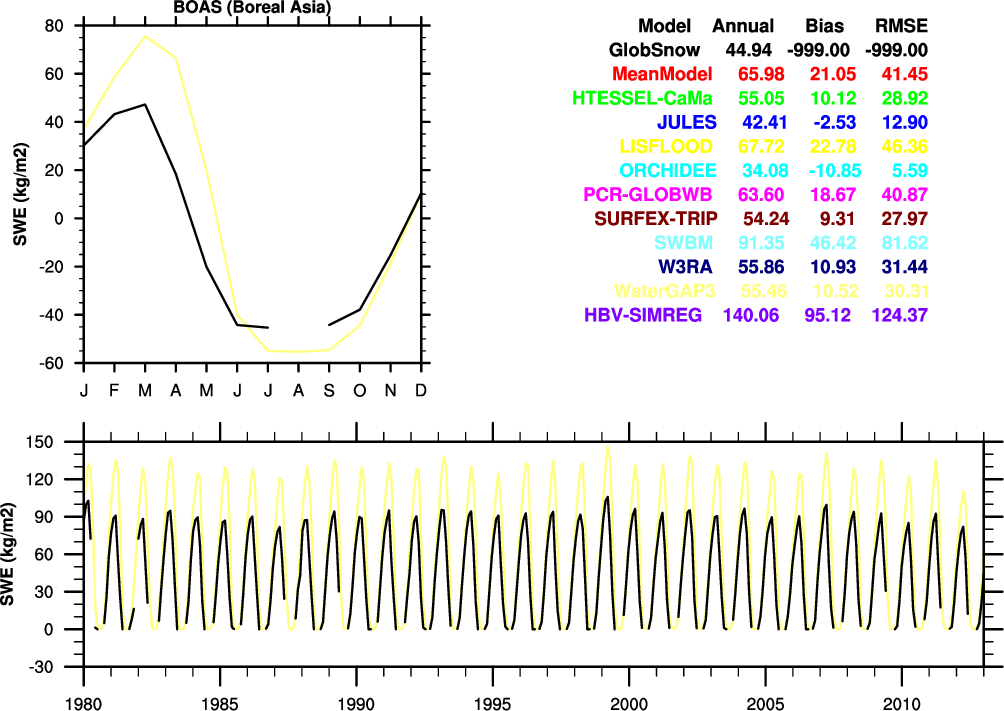 BOAS (Boreal Asia)
80
60
40
20
0
-20
-40
-60
SWE (kg/m2)
J F M A M J J A S O N D
Model Annual Bias RMSE
GlobSnow 44.94 -999.00 -999.00
MeanModel 65.98 21.05 41.45
HTESSEL-CaMa 55.05 10.12 28.92
JULES 42.41 -2.53 12.90
LISFLOOD 67.72 22.78 46.36
ORCHIDEE 34.08 -10.85 5.59
PCR-GLOBWB 63.60 18.67 40.87
SURFEX-TRIP 54.24 9.31 27.97
SWBM 91.35 46.42 81.62
W3RA 55.86 10.93 31.44
WaterGAP3 55.46 10.52 30.31
HBV-SIMREG 140.06 95.12 124.37
150
120
90
60
30
0
-30
SWE (kg/m2)
1980 1985 1990 1995 2000 2005 2010